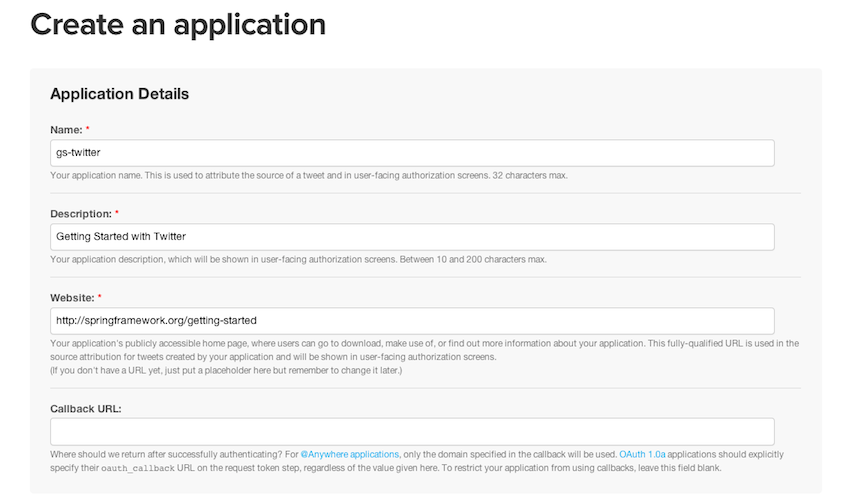 Create an application
Application Details
Name: *
gs-twitter
Your application name. This is used to attribute the source of a tweet and in user-facing authorization screens. 32 characters max.
Description: *
Getting Started with Twitter
Your application description, which will be shown in user-facing authorization screens. Between 10 and 200 characters max.
Website: *
http://springframework.org/getting-started
Your application's publicly accessible home page, where users can go to download, make use of, or find out more information about your application. This fully-qualified URL is used in the
source attribution for tweets created by your application and will be shown in user-facing authorization screens.
(If you don't have a URL yet, just put a placeholder here but remember to change it later.)
Callback URL:
Where should we return after successfully authenticating? For @Anywhere applications, only the domain specified in the callback will be used. OAuth 1.0a applications should explicitly
specify their oauth_callback URL on the request token step, regardless of the value given here. To restrict your application from using callbacks, leave this field blank.